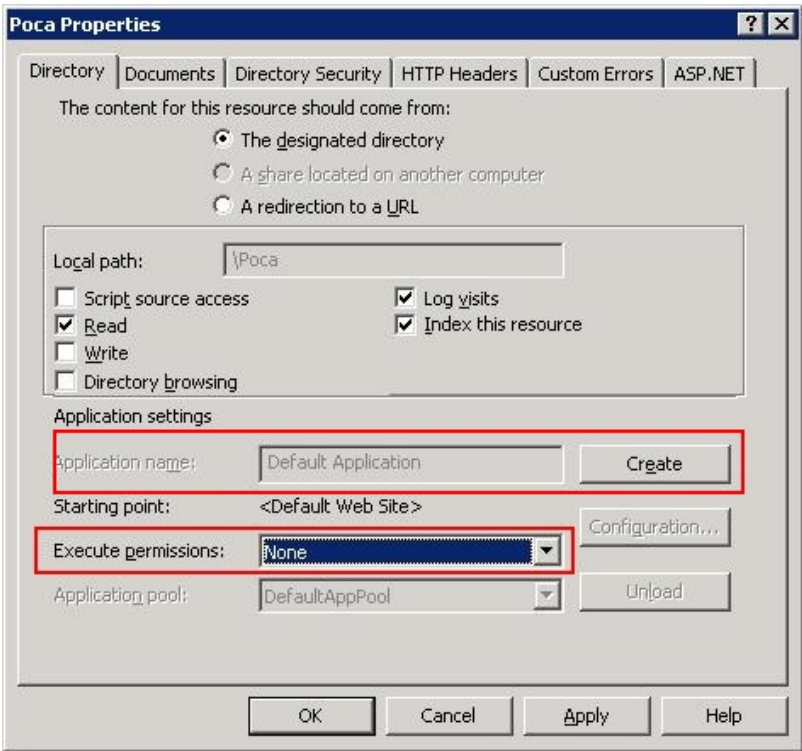 Poca Properties
Directory Documents Directory Security HTTP Headers Custom Errors ASP.NET
The content for this resource should come from:
The designated directory
A share located on another computer
A redirection to a URL
Local path: \Poca
Script source access Log visits
Read Index this resource
Write
Directory browsing
Application settings
Application name: Default Application Create
Starting point: <Default Web Site>
Configuration...
Execute permissions: None
Application pool: DefaultAppPool Unload
OK Cancel Apply Help